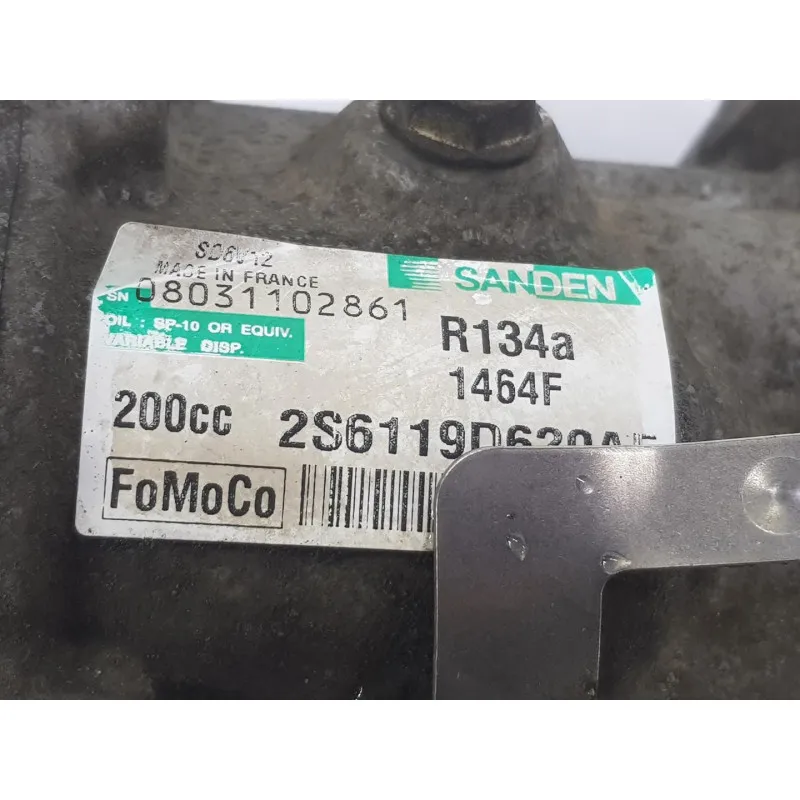 SD6V12
MADE IN FRANCE
SANDEN
SN 08031102861
OIL : SP-10 OR EQUIV.
VARIABLE DISP.
R134a
1464F
200cc
FoMoCo